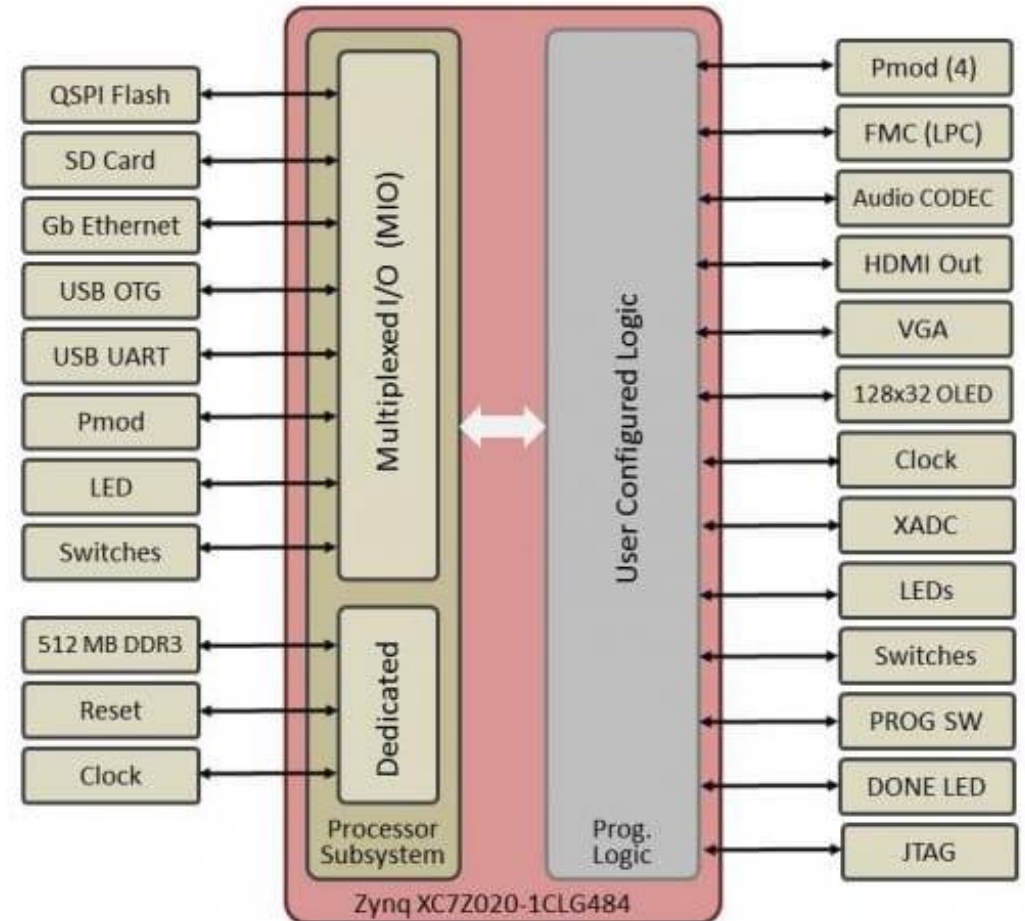 QSPI Flash
SD Card
Gb Ethernet
USB OTG
USB UART
Pmod
LED
Switches
512 MB DDR3
Reset
Clock
Multiplexed I/O (MIO)
Dedicated
Processor
Subsystem
User Configured Logic
Prog.
Logic
Zynq XC7Z020-1CLG484
Pmod (4)
FMC (LPC)
Audio CODEC
HDMI Out
VGA
128x32 OLED
Clock
XADC
LEDs
Switches
PROG SW
DONE LED
JTAG